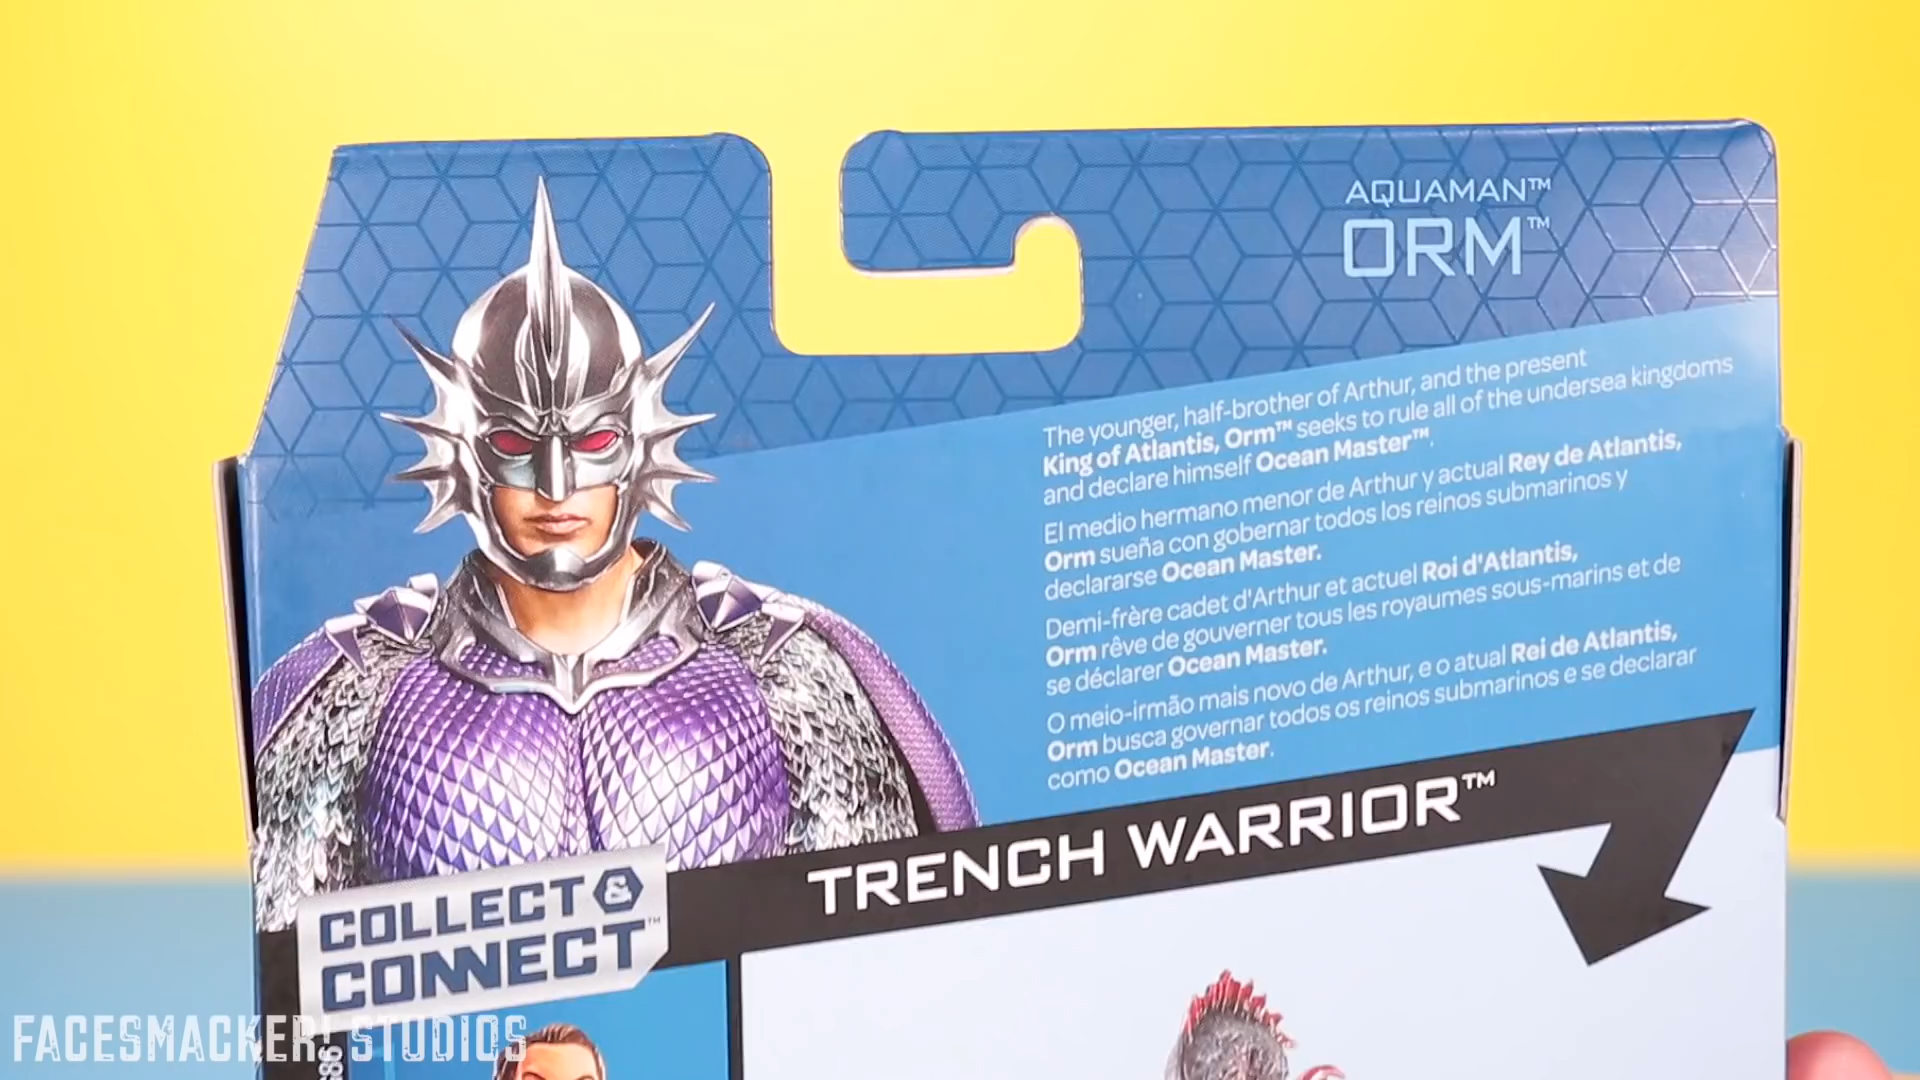 AQUAMAN™
ORM™
The younger, half-brother of Arthur, and the present
King of Atlantis, Orm™ seeks to rule all of the undersea kingdoms
and declare himself Ocean Master™.
El medio hermano menor de Arthur y actual Rey de Atlantis,
Orm sueña con gobernar todos los reinos submarinos y
declararse Ocean Master.
Demi-frère cadet d'Arthur et actuel Roi d'Atlantis,
Orm rêve de gouverner tous les royaumes sous-marins et de
se déclarer Ocean Master.
O meio-irmão mais novo de Arthur, e o atual Rei de Atlantis,
Orm busca governar todos os reinos submarinos e se declarar
como Ocean Master.
TRENCH WARRIOR™
COLLECT &
CONNECT™
FACESMACKER! STUDIOS